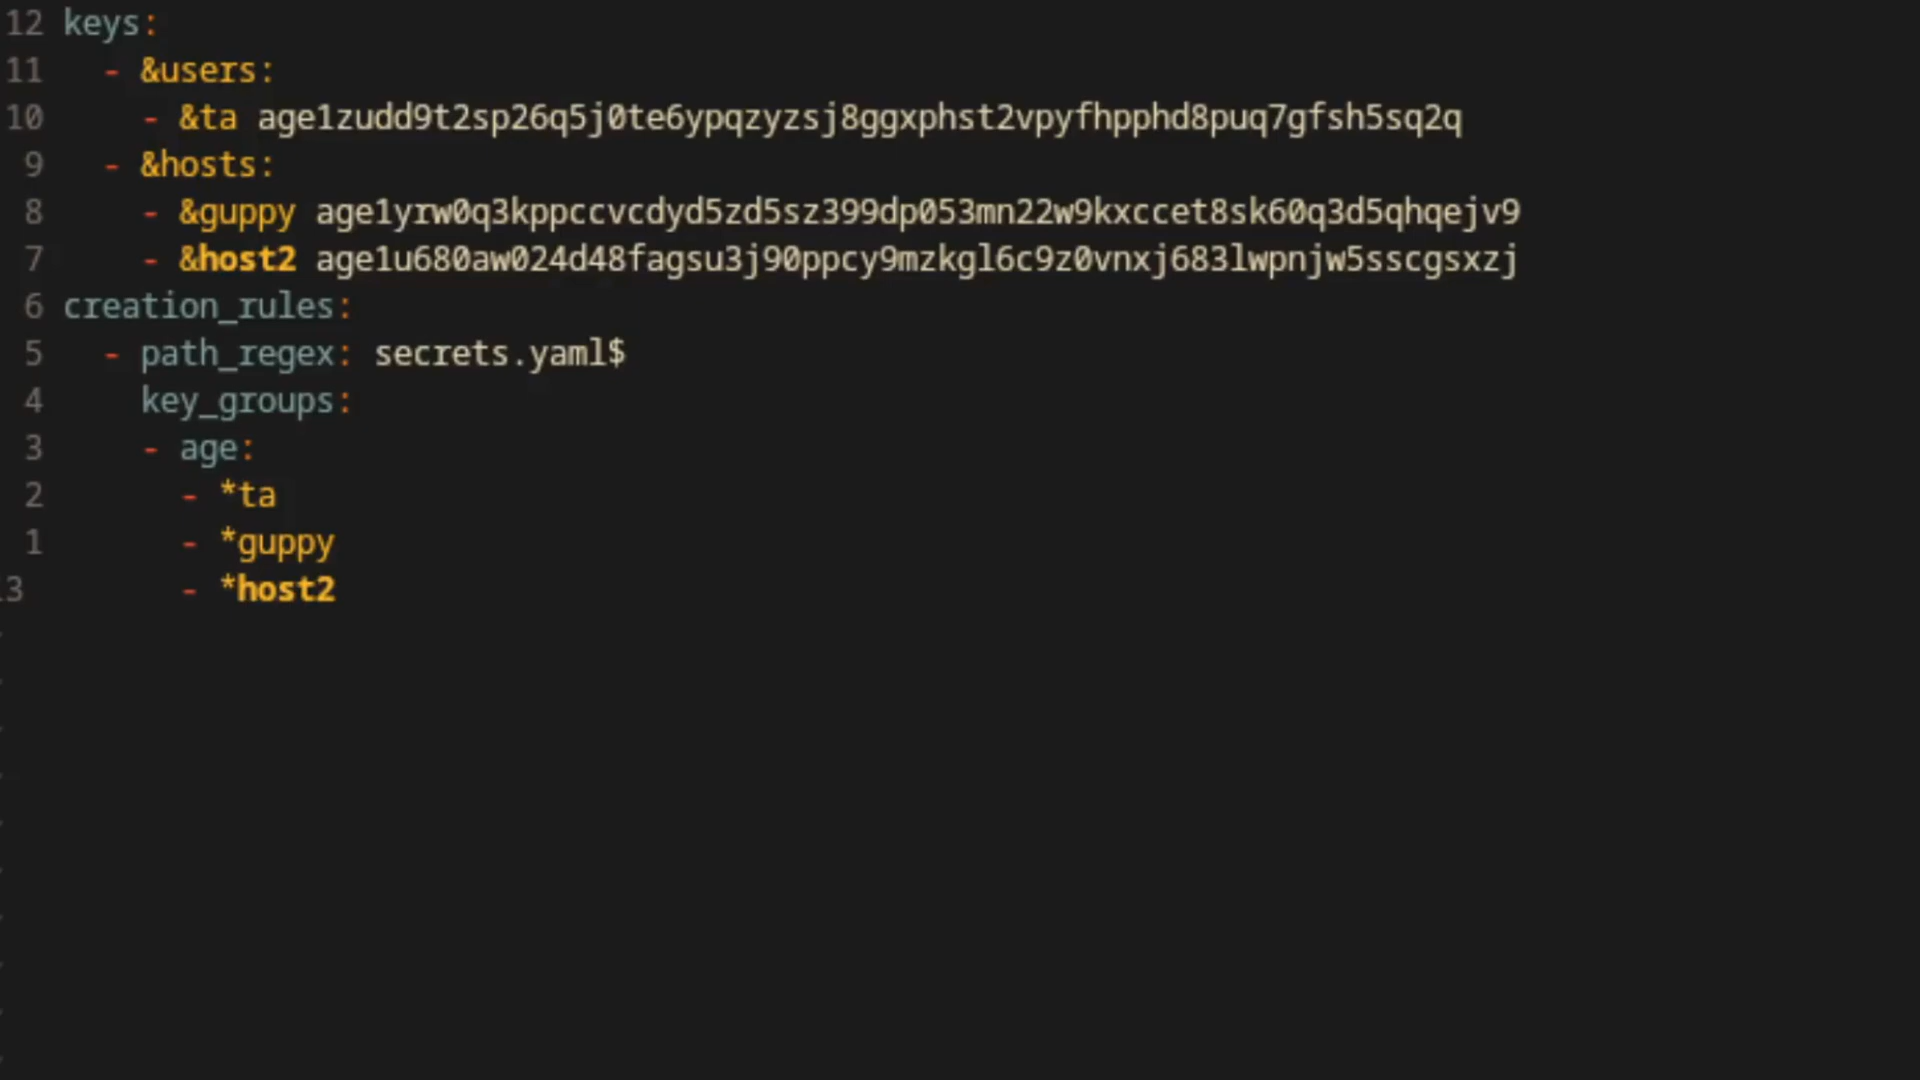 12 keys:
11   - &users:
10     - &ta age1zudd9t2sp26q5j0te6ypqzyzsj8ggxphst2vpyfhpphd8puq7gfsh5sq2q
9   - &hosts:
8     - &guppy age1yrw0q3kppccvcdyd5zd5sz399dp053mn22w9kxccet8sk60q3d5qhqejv9
7     - &host2 age1u680aw024d48fagsu3j90ppcy9mzkgl6c9z0vnxj683lwpnjw5sscgsxzj
6 creation_rules:
5   - path_regex: secrets.yaml$
4     key_groups:
3     - age:
2       - *ta
1       - *guppy
13       - *host2